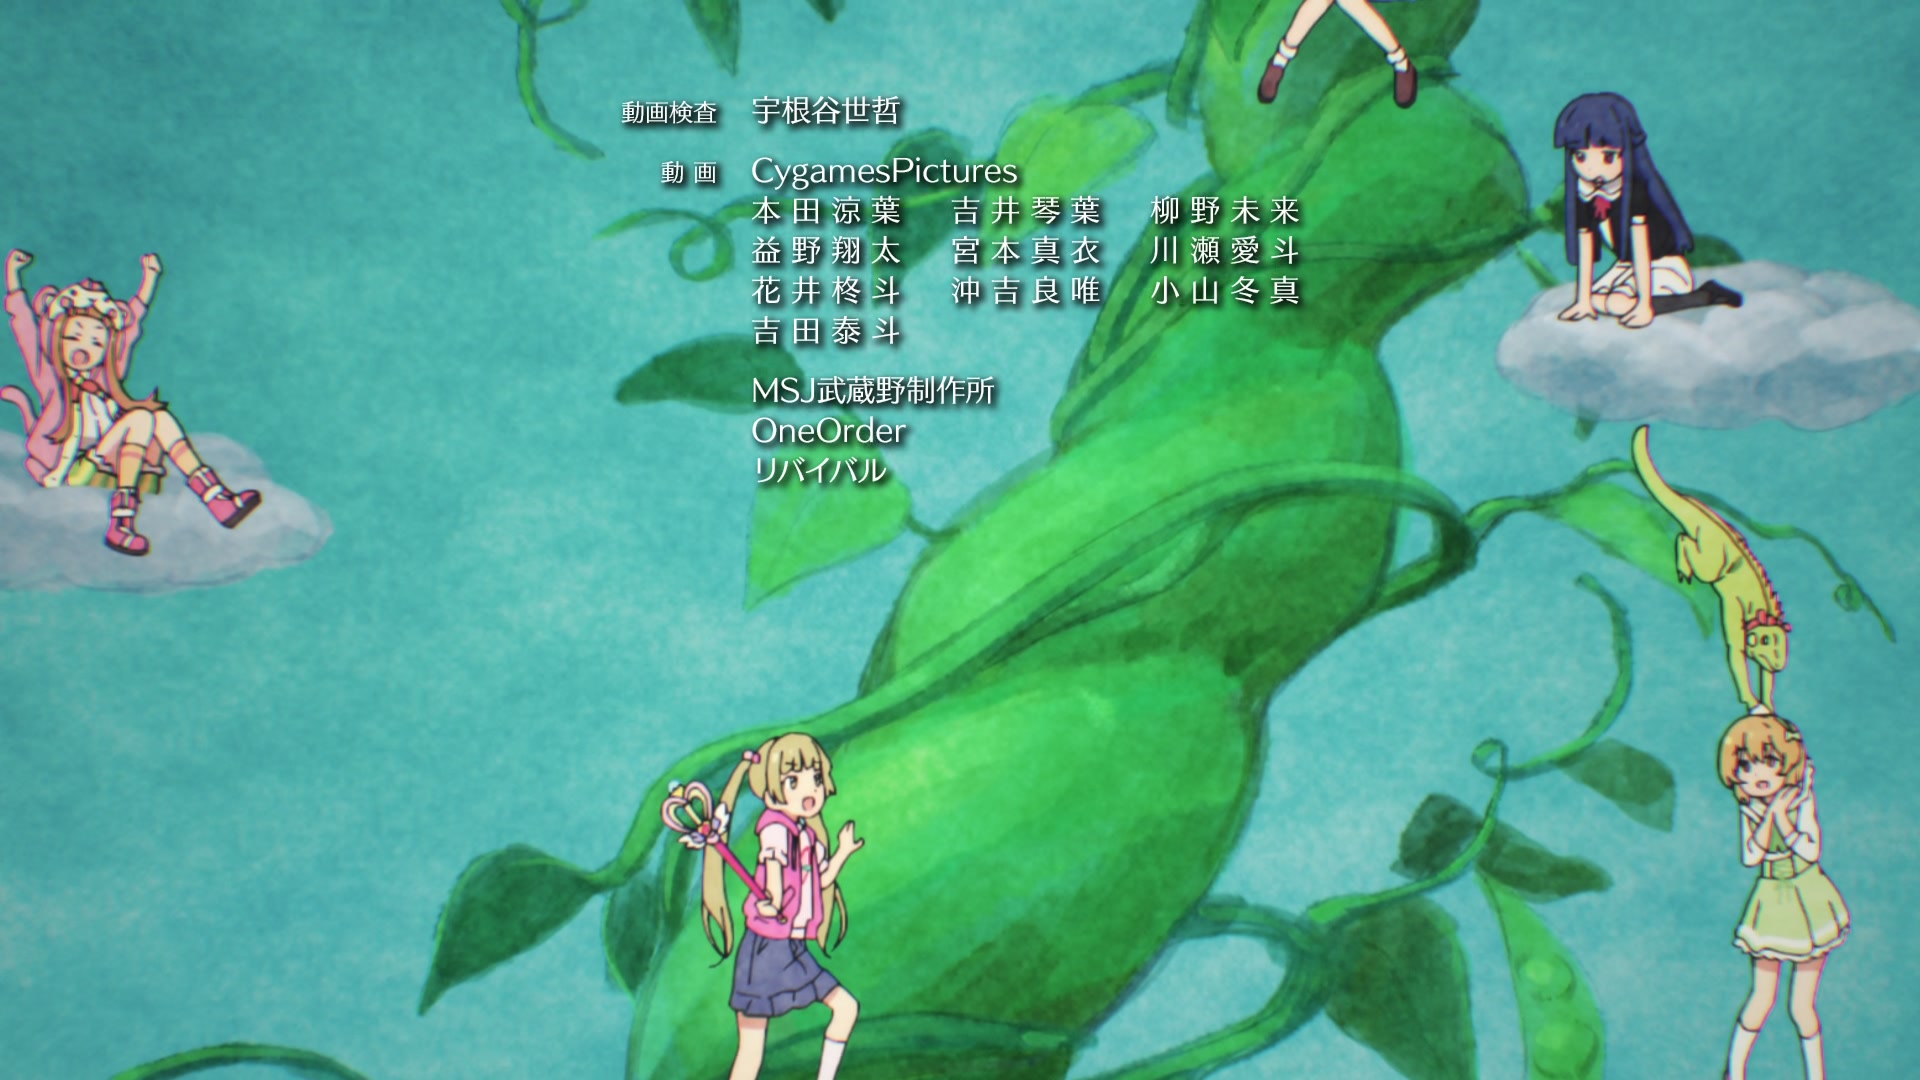 動画検査 宇根谷世哲
動画 CygamesPictures
本田涼葉 吉井琴葉 柳野未来
益野翔太 宮本真衣 川瀬愛斗
花井柊斗 沖吉良唯 小山冬真
吉田泰斗
MSJ武蔵野制作所
OneOrder
リバイバル